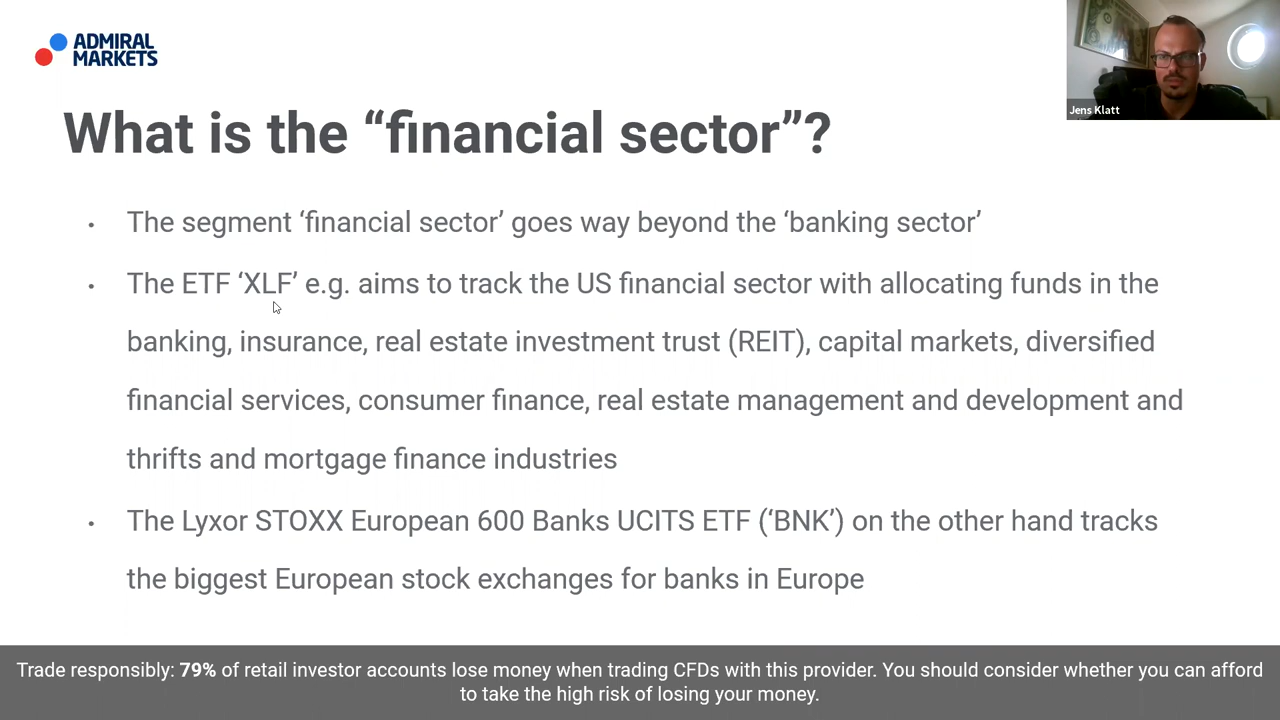 ADMIRAL
MARKETS
Jens Klatt
What is the “financial sector”?
• The segment ‘financial sector’ goes way beyond the ‘banking sector’
• The ETF ‘XLF’ e.g. aims to track the US financial sector with allocating funds in the
banking, insurance, real estate investment trust (REIT), capital markets, diversified
financial services, consumer finance, real estate management and development and
thrifts and mortgage finance industries
• The Lyxor STOXX European 600 Banks UCITS ETF (‘BNK’) on the other hand tracks
the biggest European stock exchanges for banks in Europe
Trade responsibly: 79% of retail investor accounts lose money when trading CFDs with this provider. You should consider whether you can afford
to take the high risk of losing your money.